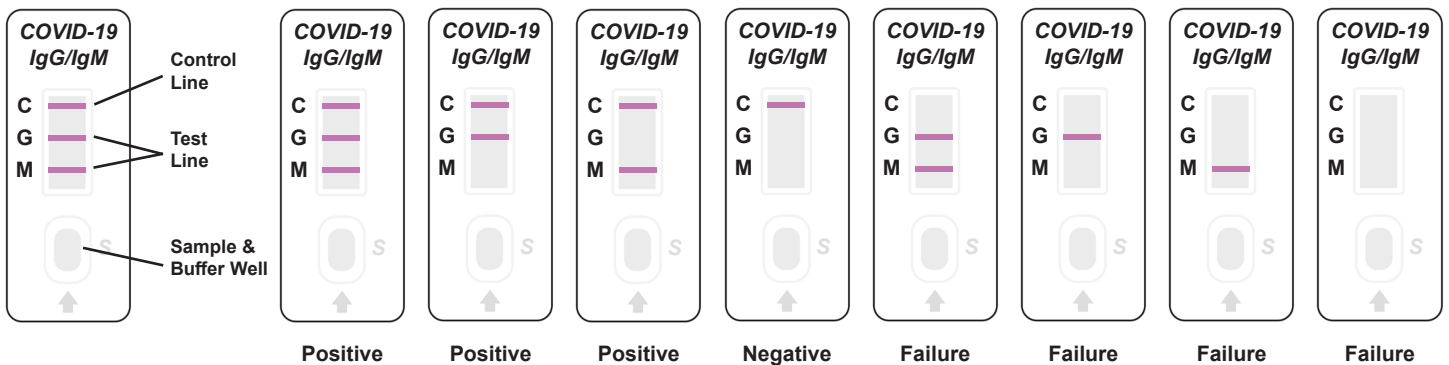 COVID-19
IgG/IgM
C
G
M
Control
Line
Test
Line
Sample &
Buffer Well
S
COVID-19
IgG/IgM
C
G
M
S
Positive
COVID-19
IgG/IgM
C
G
M
S
Positive
COVID-19
IgG/IgM
C
G
M
S
Positive
COVID-19
IgG/IgM
C
G
M
S
Negative
COVID-19
IgG/IgM
C
G
M
S
Failure
COVID-19
IgG/IgM
C
G
M
S
Failure
COVID-19
IgG/IgM
C
G
M
S
Failure
COVID-19
IgG/IgM
C
G
M
S
Failure